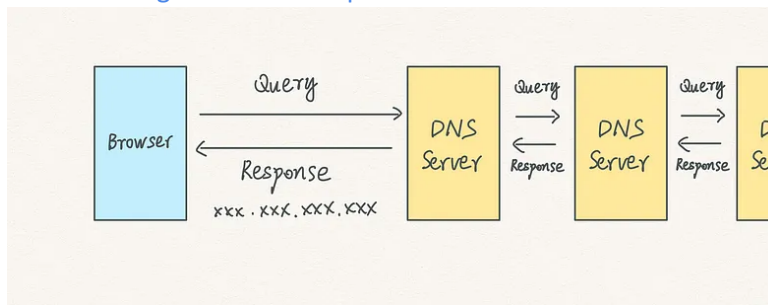 Browser
Query
Response
xxx.xxx.xxx.xxx
DNS
Server
Query
Response
DNS
Server
Query
Response